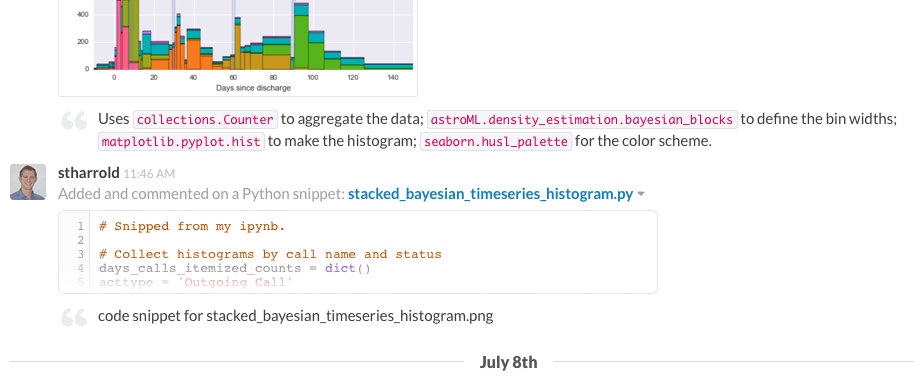 400
200
0
0 20 40 60 80 100 120 140
Days since discharge
Uses collections.Counter to aggregate the data; astroML.density_estimation.bayesian_blocks to define the bin widths;
matplotlib.pyplot.hist to make the histogram; seaborn.husl_palette for the color scheme.
stharrold 11:46 AM
Added and commented on a Python snippet: stacked_bayesian_timeseries_histogram.py
1 # Snipped from my ipynb.
2
3 # Collect histograms by call name and status
4 days_calls_itemized_counts = dict()
5 acttype = 'Outgoing Call'
code snippet for stacked_bayesian_timeseries_histogram.png
July 8th